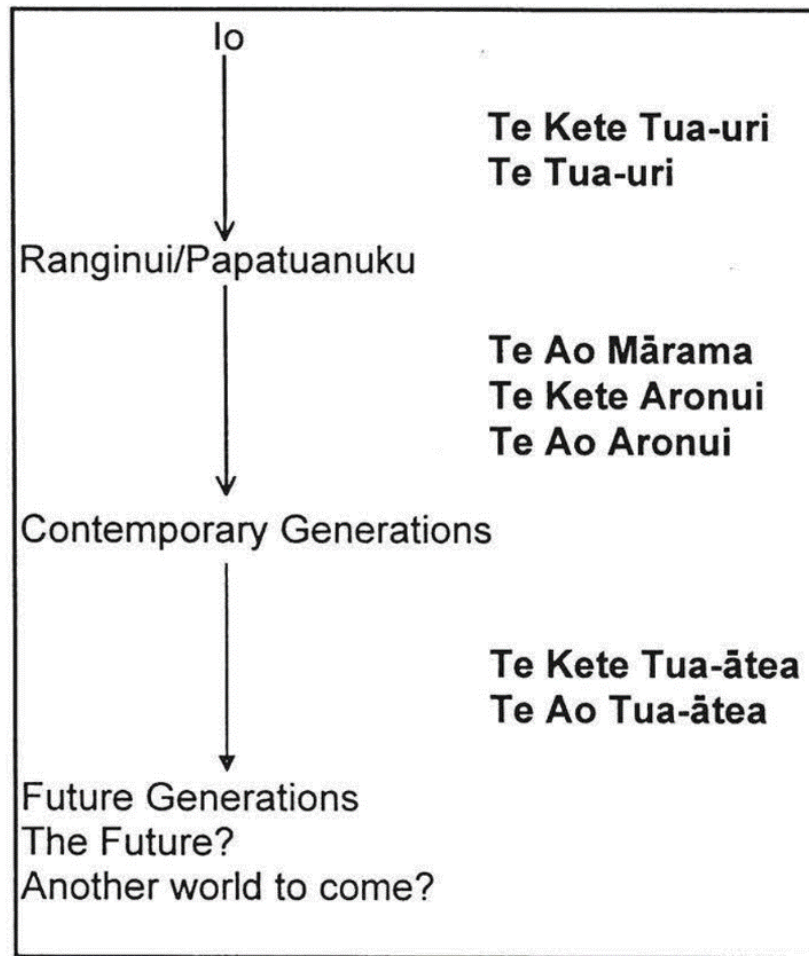 Io
Te Kete Tua-uri
Te Tua-uri
Ranginui/Papatuanuku
Te Ao Mārama
Te Kete Aronui
Te Ao Aronui
Contemporary Generations
Te Kete Tua-ātea
Te Ao Tua-ātea
Future Generations
The Future?
Another world to come?